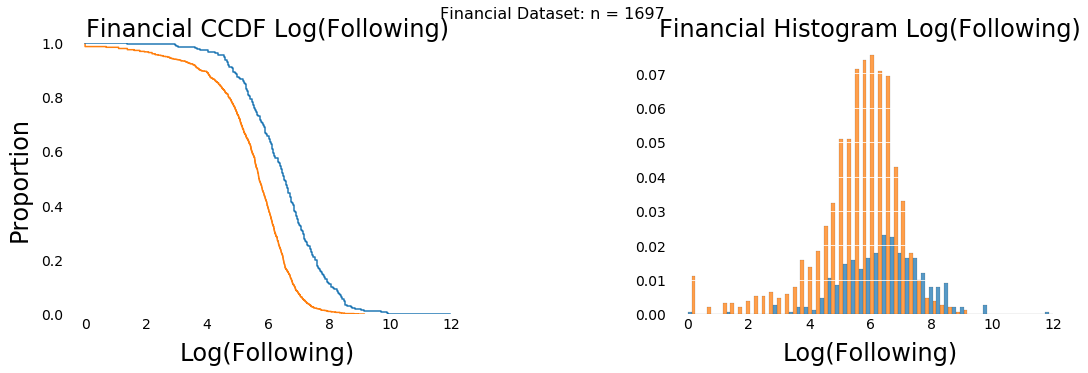 Financial Dataset: n = 1697
Financial CCDF Log(Following)
1.0
0.8
0.6
0.4
0.2
0.0
Proportion
0 2 4 6 8 10 12
Log(Following)
Financial Histogram Log(Following)
0.07
0.06
0.05
0.04
0.03
0.02
0.01
0.00
0 2 4 6 8 10 12
Log(Following)